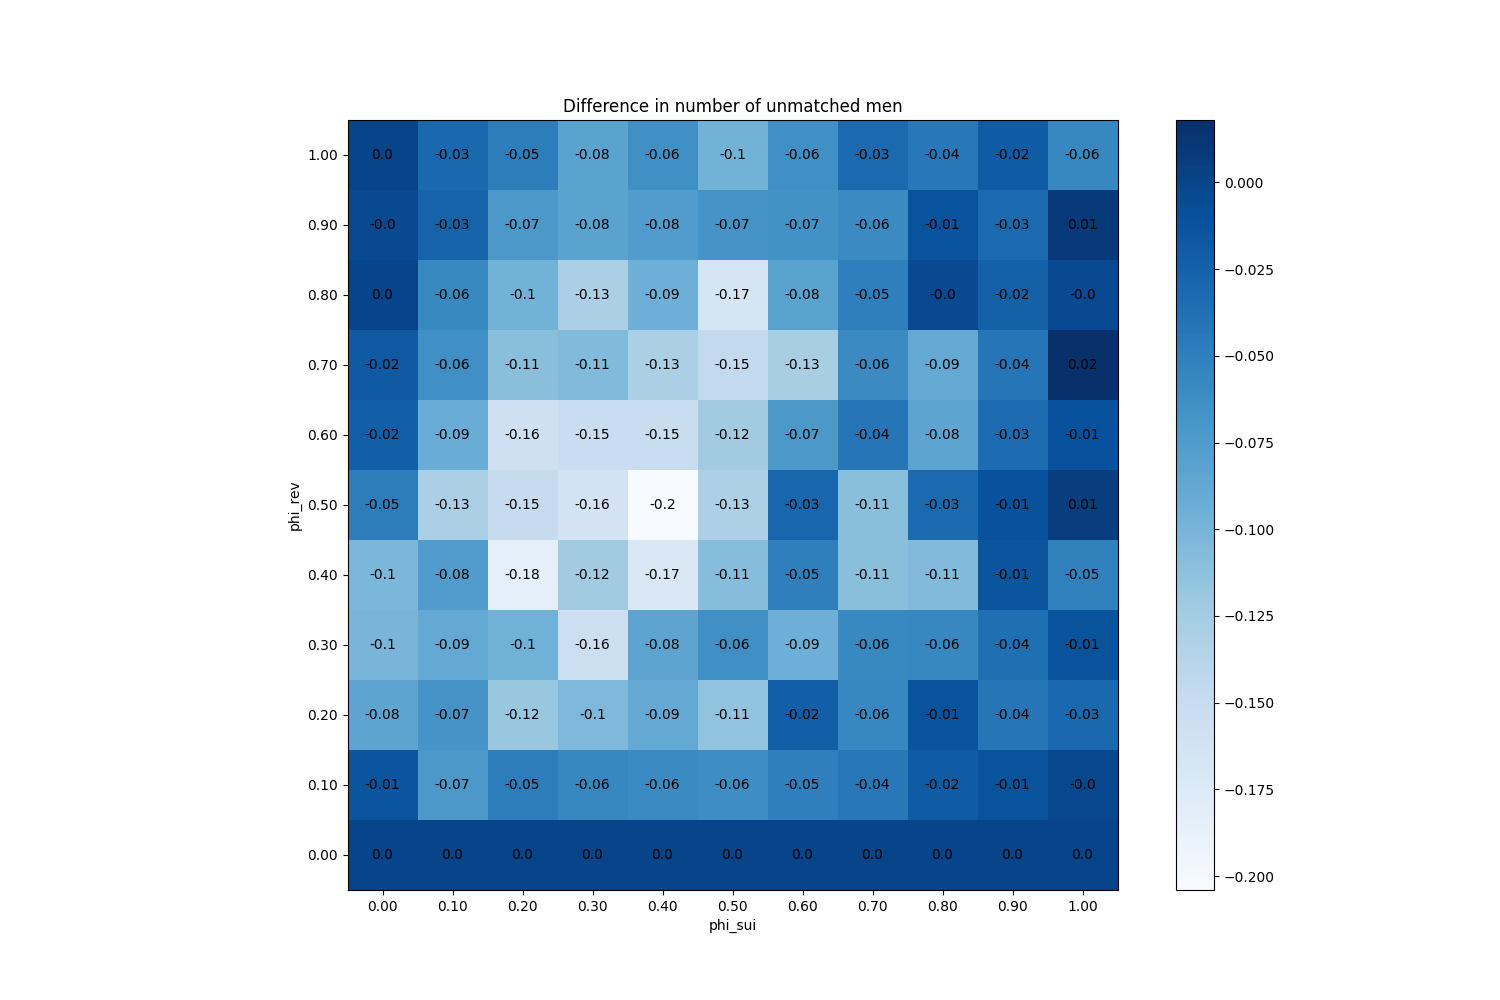 Difference in number of unmatched men
1.00 0.0 -0.03 -0.05 -0.08 -0.06 -0.1 -0.06 -0.03 -0.04 -0.02 -0.06
0.90 -0.0 -0.03 -0.07 -0.08 -0.08 -0.07 -0.07 -0.06 -0.01 -0.03 0.01
0.80 0.0 -0.06 -0.1 -0.13 -0.09 -0.17 -0.08 -0.05 -0.0 -0.02 -0.0
0.70 -0.02 -0.06 -0.11 -0.11 -0.13 -0.15 -0.13 -0.06 -0.09 -0.04 0.02
0.60 -0.02 -0.09 -0.16 -0.15 -0.15 -0.12 -0.07 -0.04 -0.08 -0.03 -0.01
0.50 -0.05 -0.13 -0.15 -0.16 -0.2 -0.13 -0.03 -0.11 -0.03 -0.01 0.01
0.40 -0.1 -0.08 -0.18 -0.12 -0.17 -0.11 -0.05 -0.11 -0.11 -0.01 -0.05
0.30 -0.1 -0.09 -0.1 -0.16 -0.08 -0.06 -0.09 -0.06 -0.06 -0.04 -0.01
0.20 -0.08 -0.07 -0.12 -0.1 -0.09 -0.11 -0.02 -0.06 -0.01 -0.04 -0.03
0.10 -0.01 -0.07 -0.05 -0.06 -0.06 -0.06 -0.05 -0.04 -0.02 -0.01 -0.0
0.00 0.0 0.0 0.0 0.0 0.0 0.0 0.0 0.0 0.0 0.0 0.0
0.00 0.10 0.20 0.30 0.40 0.50 0.60 0.70 0.80 0.90 1.00
phi_sui
phi_rev
0.000
−0.025
−0.050
−0.075
−0.100
−0.125
−0.150
−0.175
−0.200